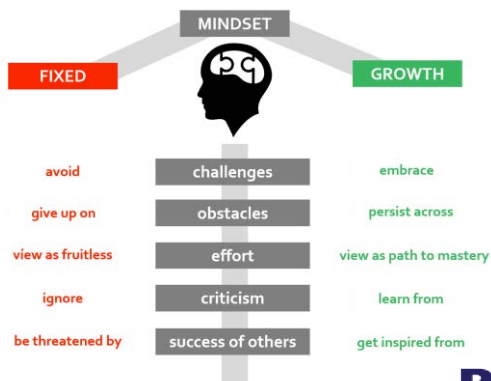 MINDSET
FIXED
GROWTH
avoid challenges embrace
give up on obstacles persist across
view as fruitless effort view as path to mastery
ignore criticism learn from
be threatened by success of others get inspired from